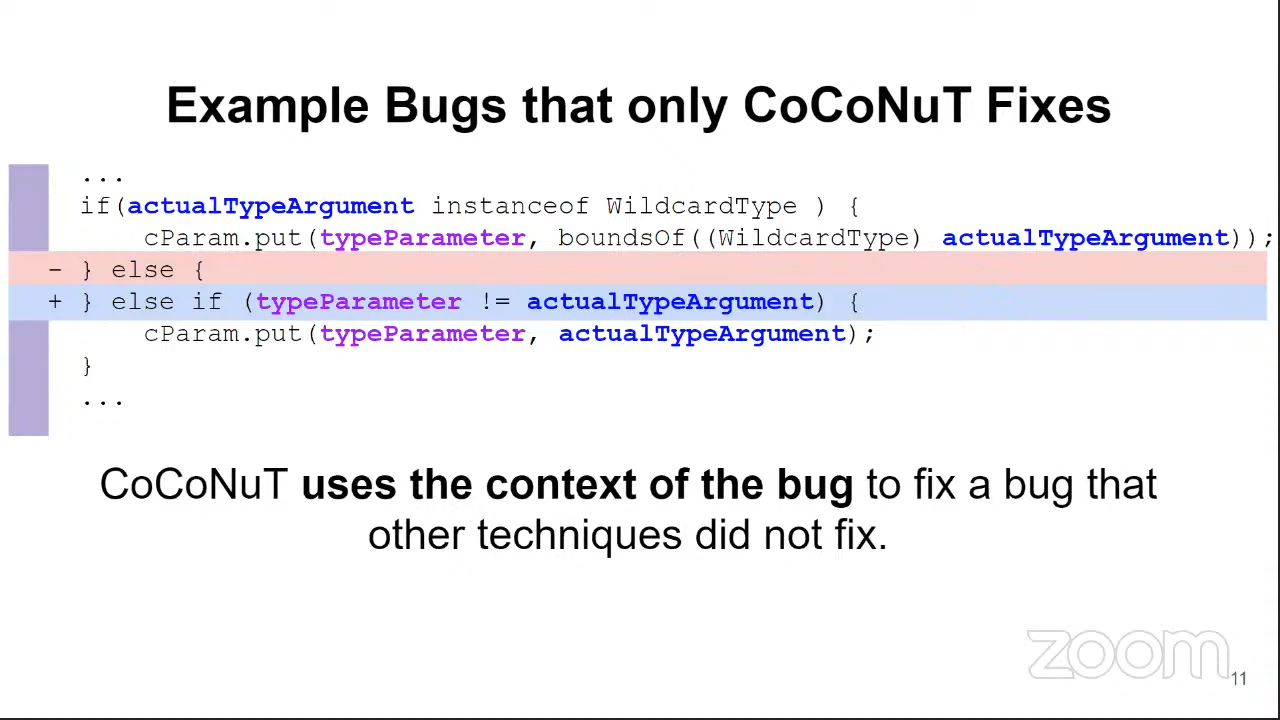 Example Bugs that only CoCoNuT Fixes
...
if(actualTypeArgument instanceof WildcardType ) {
cParam.put(typeParameter, boundsOf((WildcardType) actualTypeArgument));
- } else {
+ } else if (typeParameter != actualTypeArgument) {
cParam.put(typeParameter, actualTypeArgument);
}
...
CoCoNuT uses the context of the bug to fix a bug that
other techniques did not fix.
zoom
11